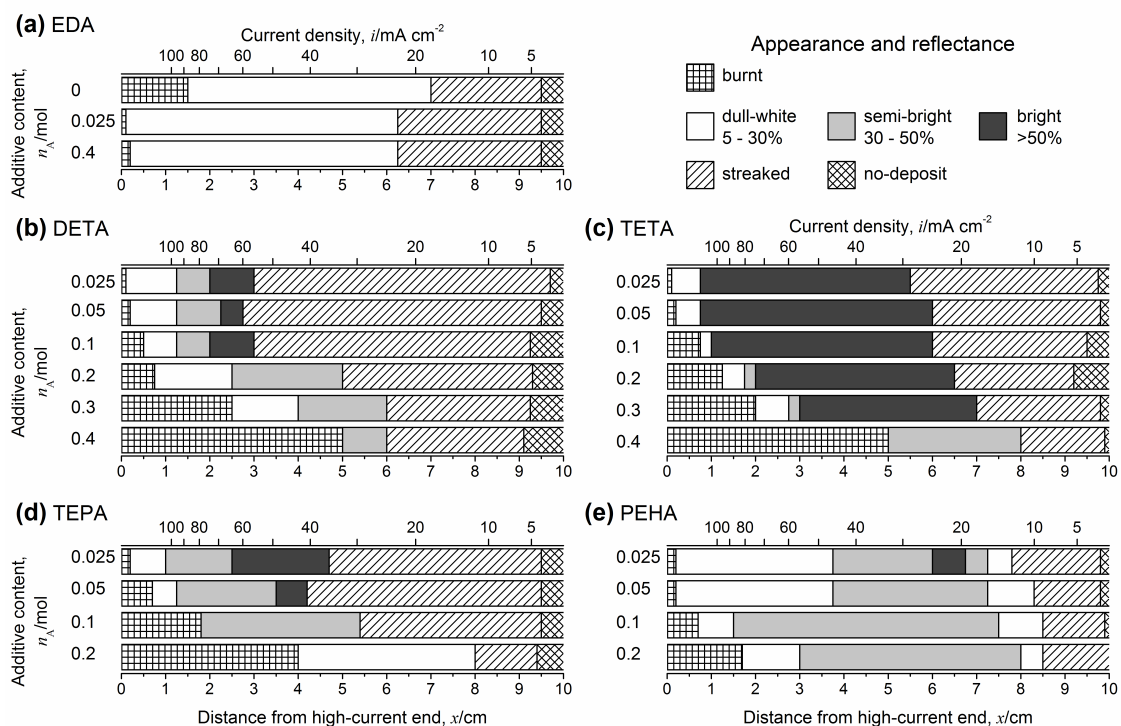 (a) EDA
Current density, i/mA cm-2
100 80 60 40 20 10 5
Additive content,
nA/mol
0
0.025
0.4
0 1 2 3 4 5 6 7 8 9 10
Appearance and reflectance
burnt
dull-white
5 - 30%
semi-bright
30 - 50%
bright
>50%
streaked
no-deposit
(b) DETA
100 80 60 40 20 10 5
Additive content,
nA/mol
0.025
0.05
0.1
0.2
0.3
0.4
0 1 2 3 4 5 6 7 8 9 10
(c) TETA
Current density, i/mA cm-2
100 80 60 40 20 10 5
0.025
0.05
0.1
0.2
0.3
0.4
0 1 2 3 4 5 6 7 8 9 10
(d) TEPA
100 80 60 40 20 10 5
Additive content,
nA/mol
0.025
0.05
0.1
0.2
0 1 2 3 4 5 6 7 8 9 10
Distance from high-current end, x/cm
(e) PEHA
100 80 60 40 20 10 5
0.025
0.05
0.1
0.2
0 1 2 3 4 5 6 7 8 9 10
Distance from high-current end, x/cm